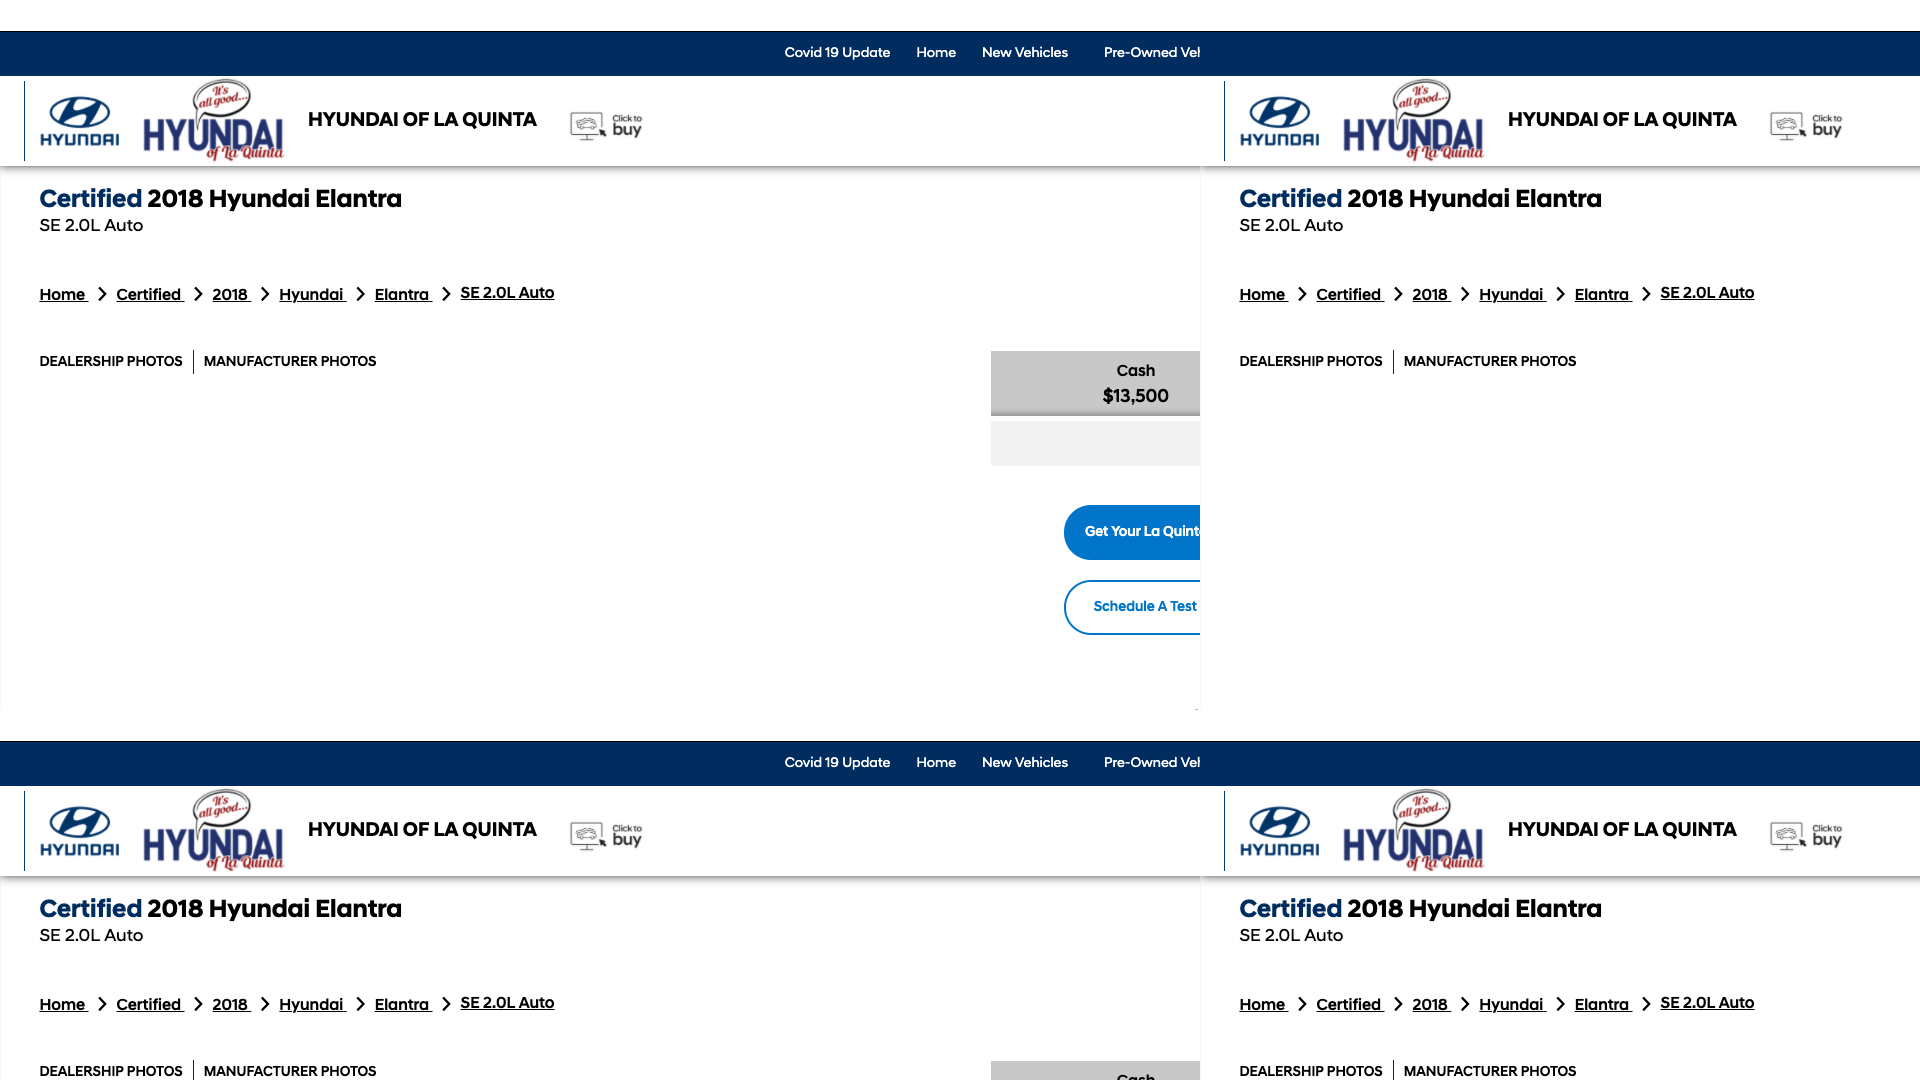 Covid 19 Update Home New Vehicles Pre-Owned
HYUNDAI
It's all good...
HYUNDAI
of La Quinta
HYUNDAI OF LA QUINTA
Click to
buy
HYUNDAI
It's all good...
HYUNDAI
of La Quinta
HYUNDAI OF LA QUINTA
Click to
buy
Certified 2018 Hyundai Elantra
SE 2.0L Auto
Certified 2018 Hyundai Elantra
SE 2.0L Auto
Home Certified 2018 Hyundai Elantra SE 2.0L Auto
Home Certified 2018 Hyundai Elantra SE 2.0L Auto
DEALERSHIP PHOTOS MANUFACTURER PHOTOS
DEALERSHIP PHOTOS MANUFACTURER PHOTOS
Cash
$13,500
Get Your La
Schedule A Test
Covid 19 Update Home New Vehicles Pre-Owned
HYUNDAI
It's all good...
HYUNDAI
of La Quinta
HYUNDAI OF LA QUINTA
Click to
buy
HYUNDAI
It's all good...
HYUNDAI
of La Quinta
HYUNDAI OF LA QUINTA
Click to
buy
Certified 2018 Hyundai Elantra
SE 2.0L Auto
Certified 2018 Hyundai Elantra
SE 2.0L Auto
Home Certified 2018 Hyundai Elantra SE 2.0L Auto
Home Certified 2018 Hyundai Elantra SE 2.0L Auto
DEALERSHIP PHOTOS MANUFACTURER PHOTOS
Cash
DEALERSHIP PHOTOS MANUFACTURER PHOTOS